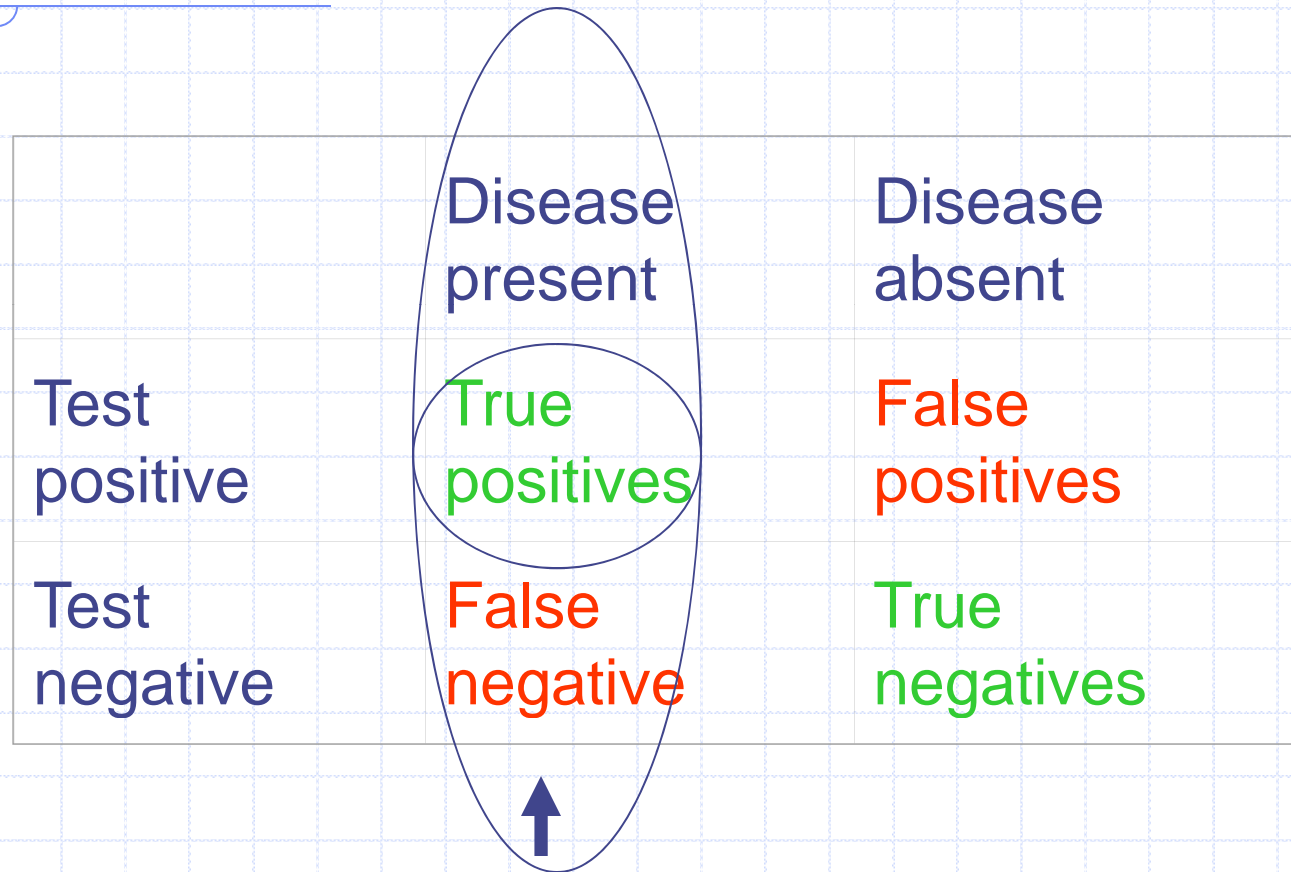 Disease
present
Disease
absent
Test
positive
True
positives
False
positives
Test
negative
False
negative
True
negatives